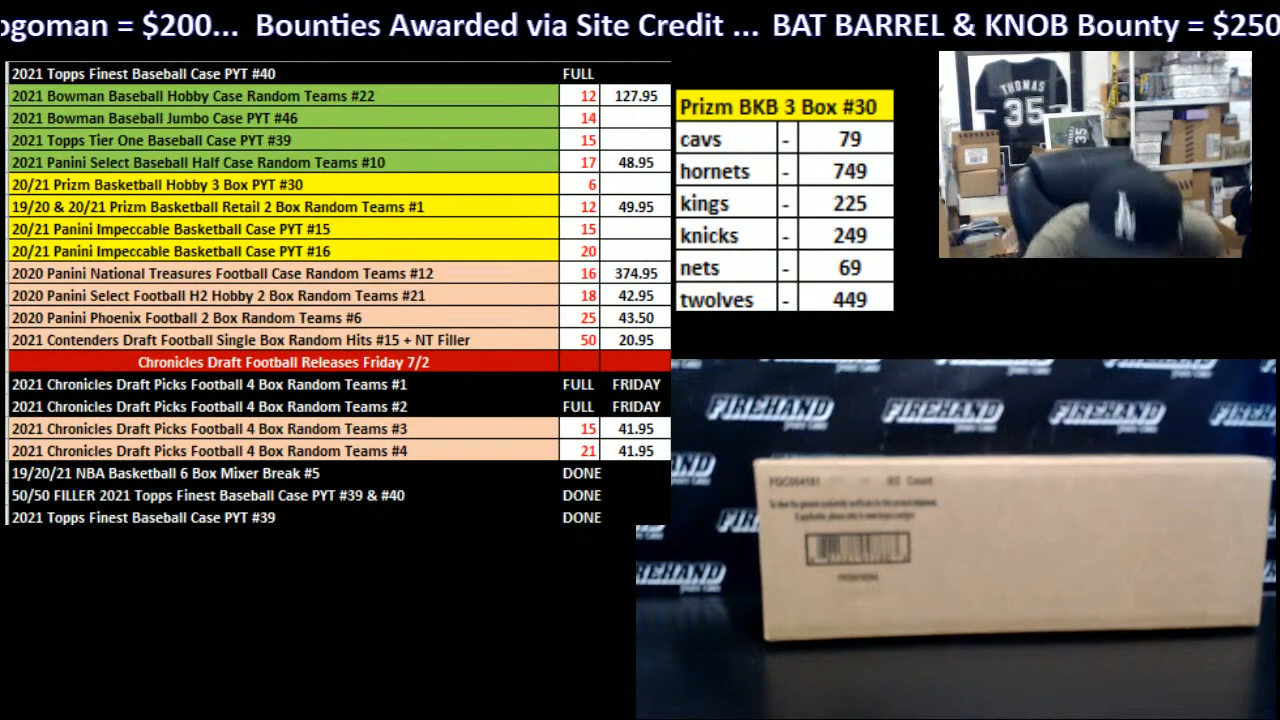 ogoman = $200... Bounties Awarded via Site Credit ... BAT BARREL & KNOB Bounty = $250
2021 Topps Finest Baseball Case PYT #40 FULL
2021 Bowman Baseball Hobby Case Random Teams #22 12 127.95
2021 Bowman Baseball Jumbo Case PYT #46 14
2021 Topps Tier One Baseball Case PYT #39 15
2021 Panini Select Baseball Half Case Random Teams #10 17 48.95
20/21 Prizm Basketball Hobby 3 Box PYT #30 6
19/20 & 20/21 Prizm Basketball Retail 2 Box Random Teams #1 12 49.95
20/21 Panini Impeccable Basketball Case PYT #15 15
20/21 Panini Impeccable Basketball Case PYT #16 20
2020 Panini National Treasures Football Case Random Teams #12 16 374.95
2020 Panini Select Football H2 Hobby 2 Box Random Teams #21 18 42.95
2020 Panini Phoenix Football 2 Box Random Teams #6 25 43.50
2021 Contenders Draft Football Single Box Random Hits #15 + NT Filler 50 20.95
Chronicles Draft Football Releases Friday 7/2
2021 Chronicles Draft Picks Football 4 Box Random Teams #1 FULL FRIDAY
2021 Chronicles Draft Picks Football 4 Box Random Teams #2 FULL FRIDAY
2021 Chronicles Draft Picks Football 4 Box Random Teams #3 15 41.95
2021 Chronicles Draft Picks Football 4 Box Random Teams #4 21 41.95
19/20/21 NBA Basketball 6 Box Mixer Break #5 DONE
50/50 FILLER 2021 Topps Finest Baseball Case PYT #39 & #40 DONE
2021 Topps Finest Baseball Case PYT #39 DONE
Prizm BKB 3 Box #30
cavs - 79
hornets - 749
kings - 225
knicks - 249
nets - 69
twolves - 449
THOMAS
35
35
FIREHAND
FIREHAND
FIREH
REHAND